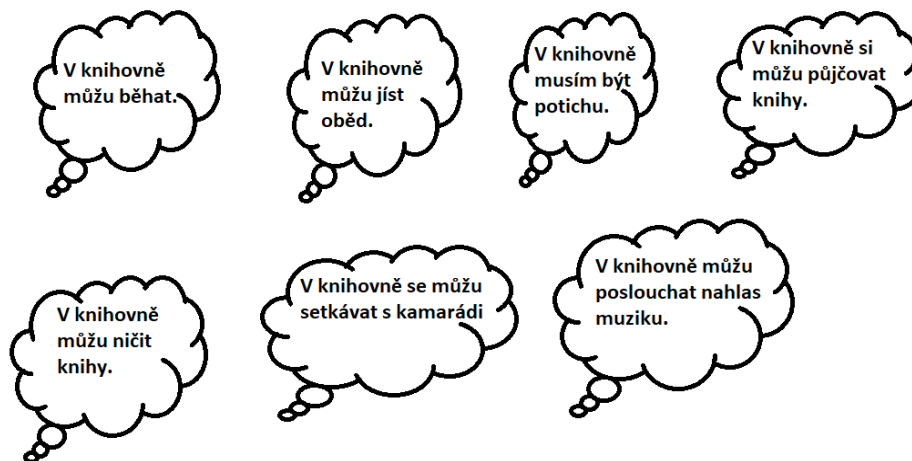 V knihovně
můžu běhat.
V knihovně
můžu jíst
oběd.
V knihovně
musím být
potichu.
V knihovně si
můžu půjčovat
knihy.
V knihovně
můžu ničit
knihy.
V knihovně se můžu
setkávat s kamarádi
V knihovně můžu
poslouchat nahlas
muziku.